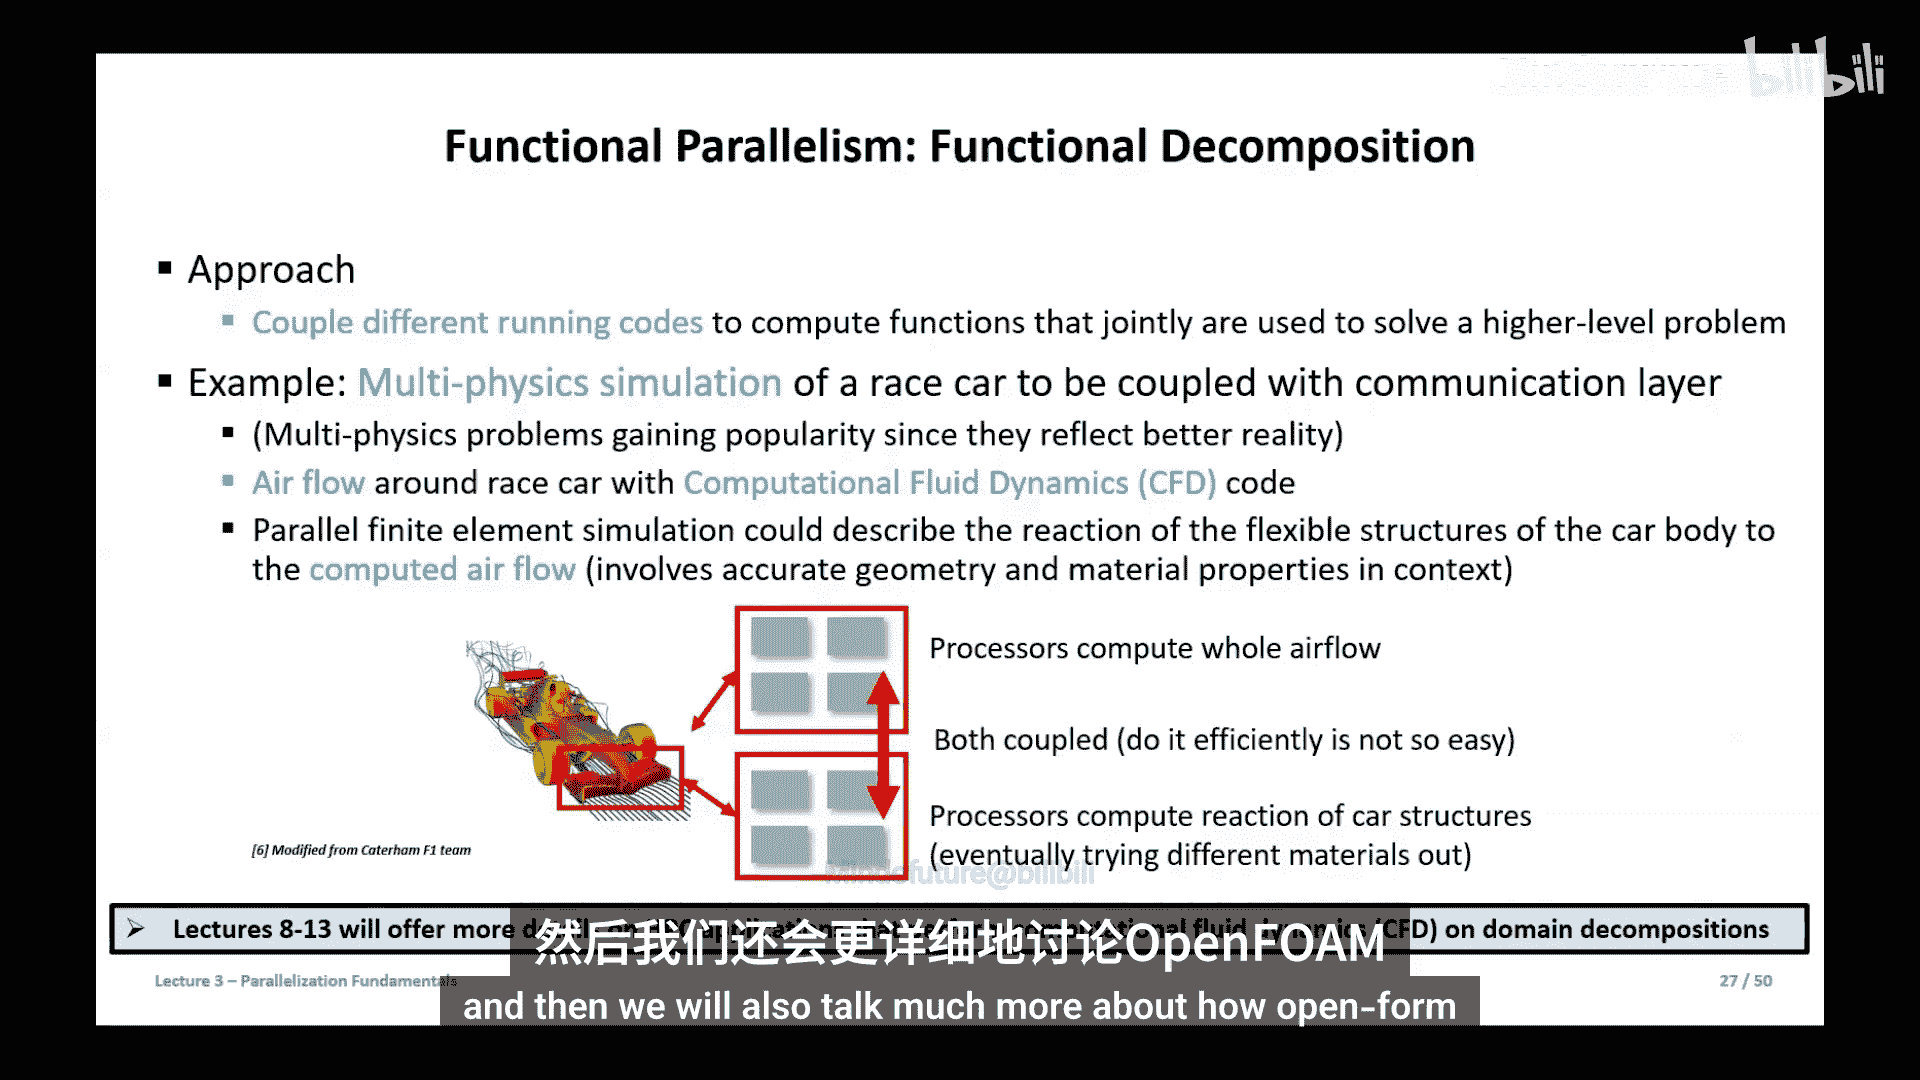 bilibili
Functional Parallelism: Functional Decomposition
▪ Approach
▪ Couple different running codes to compute functions that jointly are used to solve a higher-level problem
▪ Example: Multi-physics simulation of a race car to be coupled with communication layer
▪ (Multi-physics problems gaining popularity since they reflect better reality)
▪ Air flow around race car with Computational Fluid Dynamics (CFD) code
▪ Parallel finite element simulation could describe the reaction of the flexible structures of the car body to
the computed air flow (involves accurate geometry and material properties in context)
Processors compute whole airflow
Both coupled (do it efficiently is not so easy)
Processors compute reaction of car structures
(eventually trying different materials out)
[6] Modified from Caterham F1 team
Mindofuture@bilibili
➢ Lectures 8-13 will offer more CFD) on domain decompositions
然后我们还会更详细地讨论OpenFOAM
Lecture 3 – Parallelization Fundamentals
27 / 50
and then we will also talk much more about how open-form